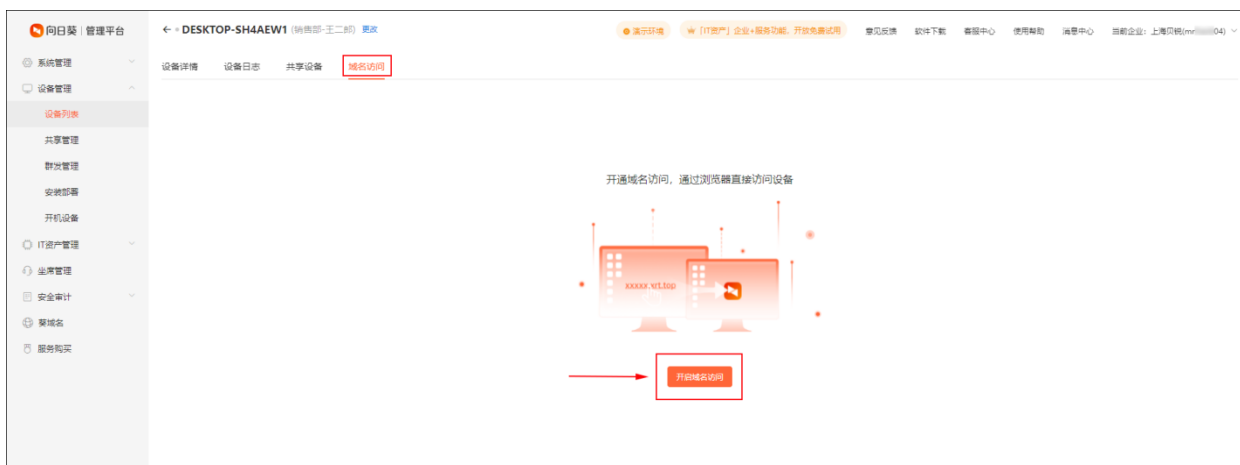 向日葵 | 管理平台
← DESKTOP-SH4AEW1 (销售部-王二郎) 更改
演示环境
「IT资产」企业+服务功能，开放免费试用
意见反馈 软件下载 客服中心 使用帮助 消息中心 当前企业：上海贝锐(mr 04)
系统管理
设备管理
设备列表
共享管理
群发管理
安装部署
开机设备
IT资产管理
坐席管理
安全审计
葵域名
服务购买
设备详情 设备日志 共享设备 域名访问
开通域名访问，通过浏览器直接访问设备
xxxxx.xrt.top
开启域名访问